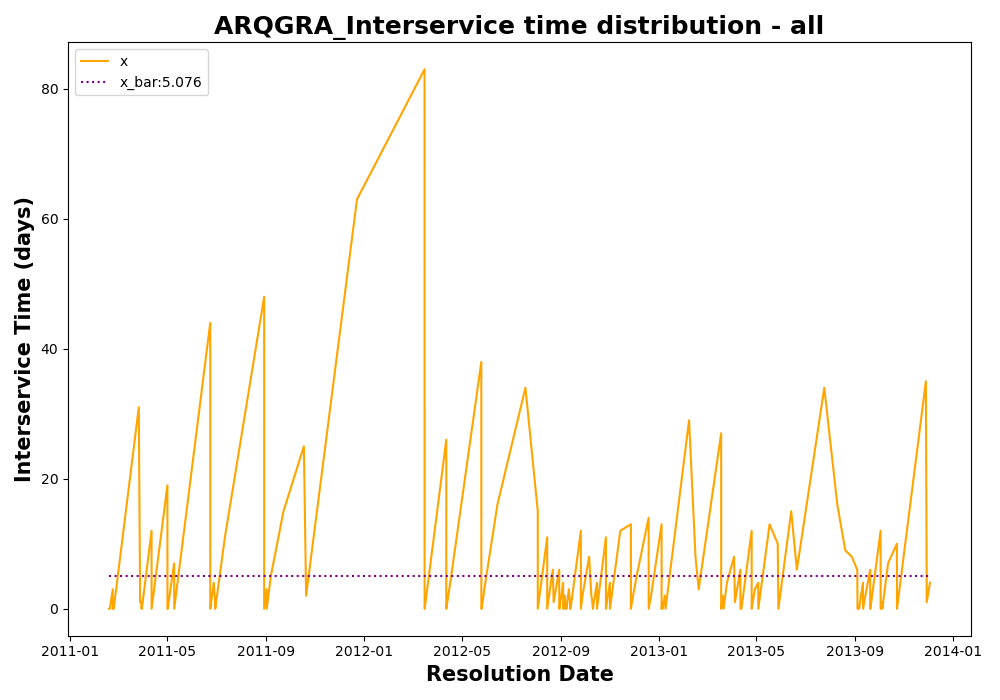 ARQGRA_Interservice time distribution - all
x
x_bar:5.076
Interservice Time (days)
80
60
40
20
0
2011-01 2011-05 2011-09 2012-01 2012-05 2012-09 2013-01 2013-05 2013-09 2014-01
Resolution Date